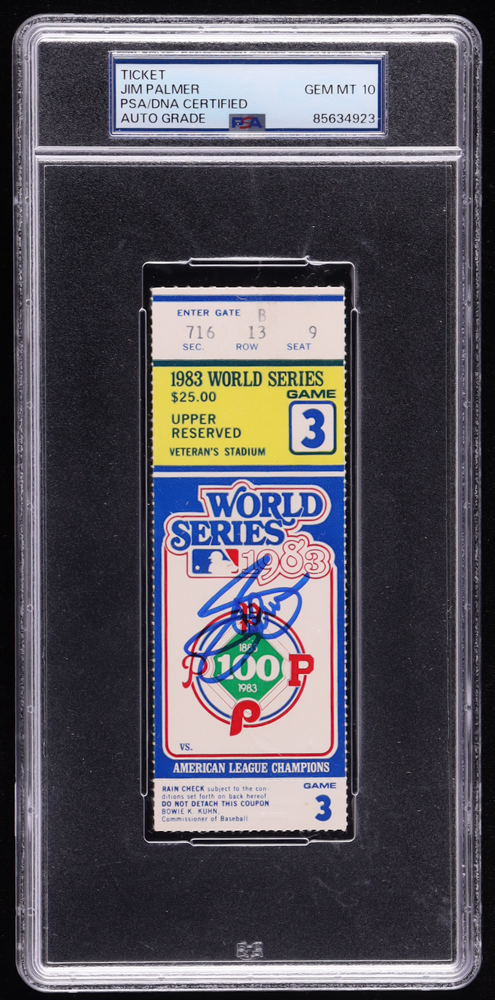 TICKET
JIM PALMER GEM MT 10
PSA/DNA CERTIFIED
AUTO GRADE PSA 85634923
ENTER GATE B
716 13 9
SEC. ROW SEAT
1983 WORLD SERIES
$25.00 GAME
UPPER 3
RESERVED
VETERAN'S STADIUM
WORLD
SERIES
1983
P 100 P
1983
P
VS.
AMERICAN LEAGUE CHAMPIONS
RAIN CHECK subject to the con-
ditions set forth on back hereof
DO NOT DETACH THIS COUPON
BOWIE K. KUHN,
Commissioner of Baseball
GAME
3